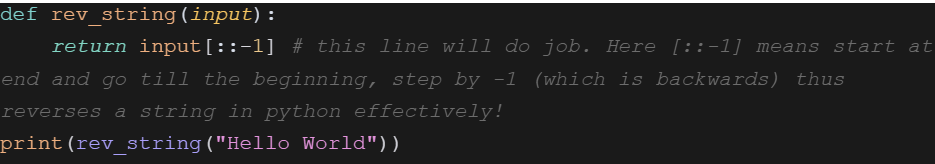 def rev_string(input):
    return input[::-1] # this line will do job. Here [::-1] means start at
end and go till the beginning, step by -1 (which is backwards) thus
reverses a string in python effectively!
print(rev_string("Hello World"))